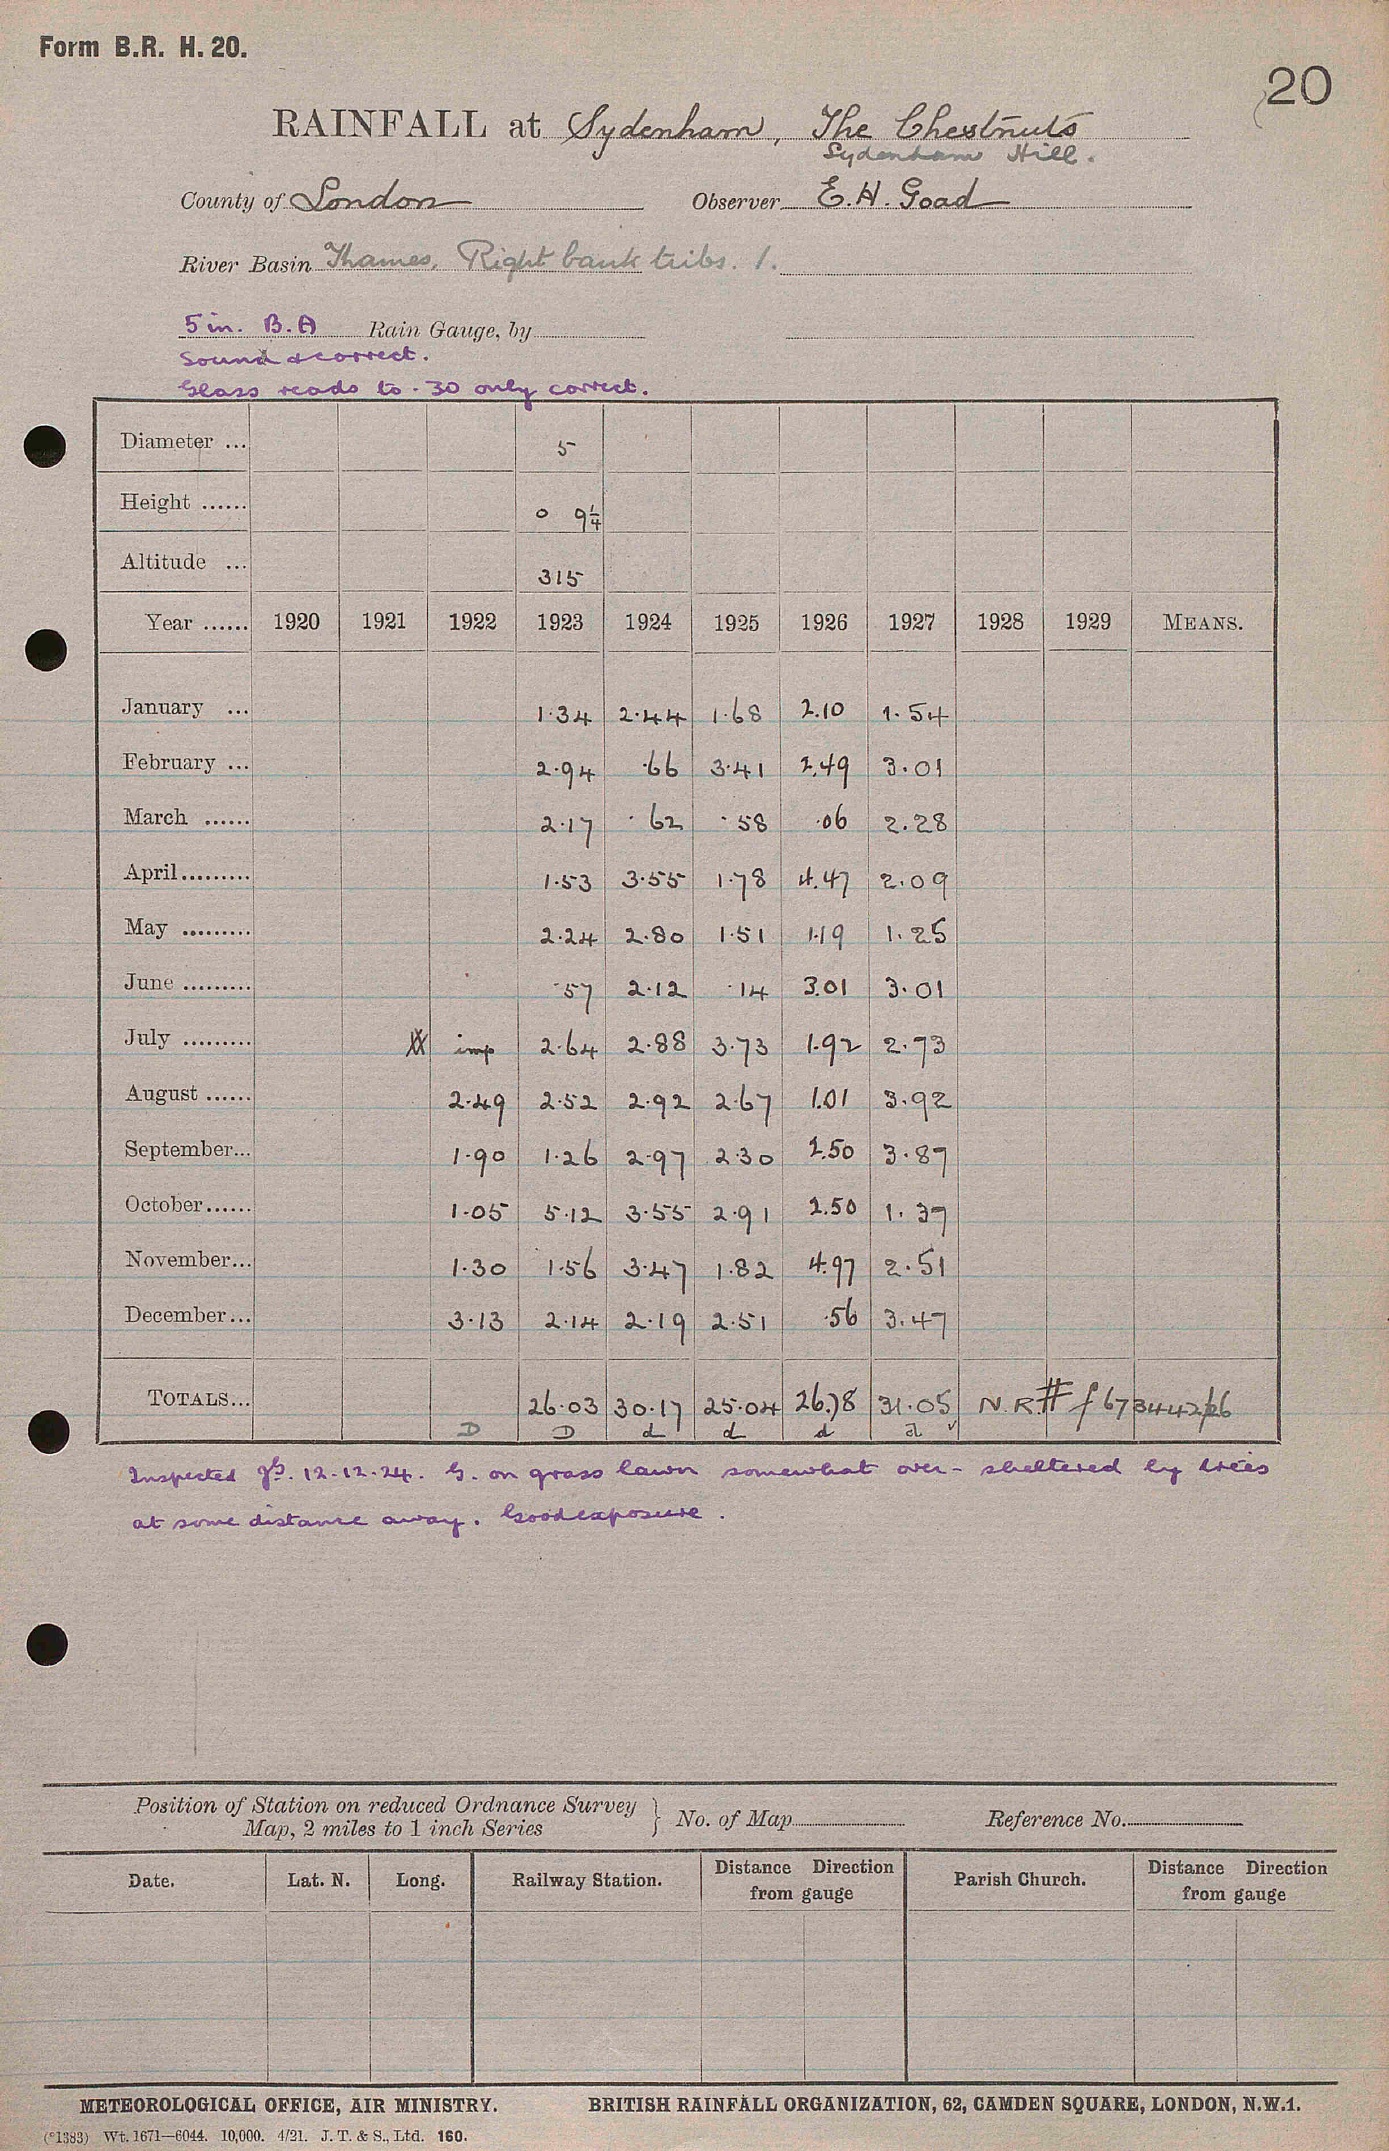 Form B.R. H. 20.
20
RAINFALL at Sydenham, The Chestnuts
Sydenham Hill.
County of London Observer E. H. Goad
River Basin Thames, Right bank tribs. 1.
5 in. B.A Rain Gauge, by
Sound & correct.
Glass reads to .30 only correct.
Diameter ... 5
Height ...... 0 9¼
Altitude ... 315
Year ...... 1920 1921 1922 1923 1924 1925 1926 1927 1928 1929 MEANS.
January ... 1.34 2.44 1.68 2.10 1.54
February ... 2.94 .66 3.41 2.49 3.01
March ...... 2.17 .62 .58 .06 2.28
April......... 1.53 3.55 1.78 4.47 2.09
May ......... 2.24 2.80 1.51 1.19 1.25
June ......... .57 2.12 .14 3.01 3.01
July ......... imp 2.64 2.88 3.73 1.92 2.73
August ...... 2.49 2.52 2.92 2.67 1.01 3.92
September... 1.90 1.26 2.97 2.30 2.50 3.87
October...... 1.05 5.12 3.55 2.91 2.50 1.37
November... 1.30 1.56 3.47 1.82 4.97 2.51
December... 3.13 2.14 2.19 2.51 .56 3.47
TOTALS... 26.03 30.17 25.04 26.78 31.05 N.R.#
D D d d d d
Inspected 12.12.24. G. on grass lawn somewhat over-sheltered by trees
at some distance away. Good exposure.
Position of Station on reduced Ordnance Survey
Map, 2 miles to 1 inch Series } No. of Map Reference No.
Date. Lat. N. Long. Railway Station. Distance Direction from gauge Parish Church. Distance Direction from gauge
METEOROLOGICAL OFFICE, AIR MINISTRY. BRITISH RAINFALL ORGANIZATION, 62, CAMDEN SQUARE, LONDON, N.W.1.
(*1383) Wt. 1671—6044. 10,000. 4/21. J. T. & S., Ltd. 160.